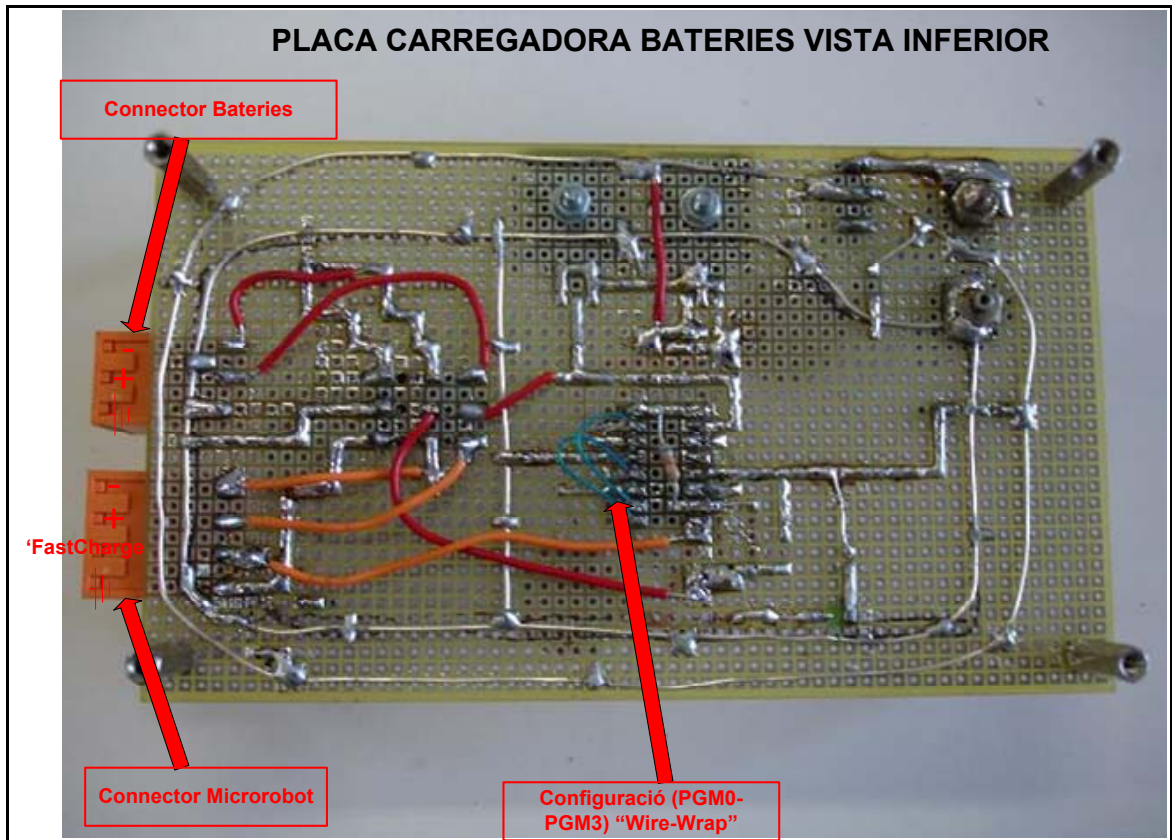 PLACA CARREGADORA BATERIES VISTA INFERIOR
Connector Bateries
-
+
-
+
‘FastCharge
Connector Microrobot
Configuració (PGM0-
PGM3) “Wire-Wrap”